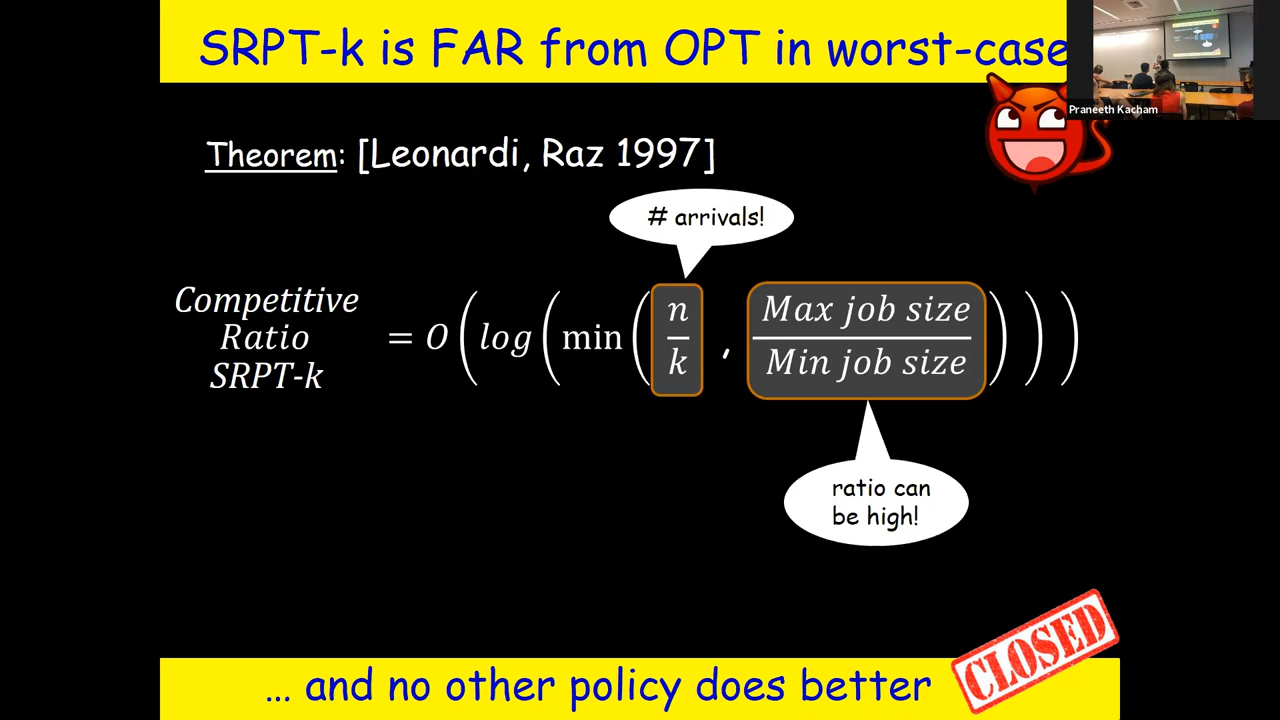 SRPT-k is FAR from OPT in worst-case
Praneeth Kacham
Theorem: [Leonardi, Raz 1997]
# arrivals!
Competitive
Ratio
SRPT-k
= O(log(min(n/k , Max job size/Min job size)))
ratio can
be high!
CLOSED
... and no other policy does better